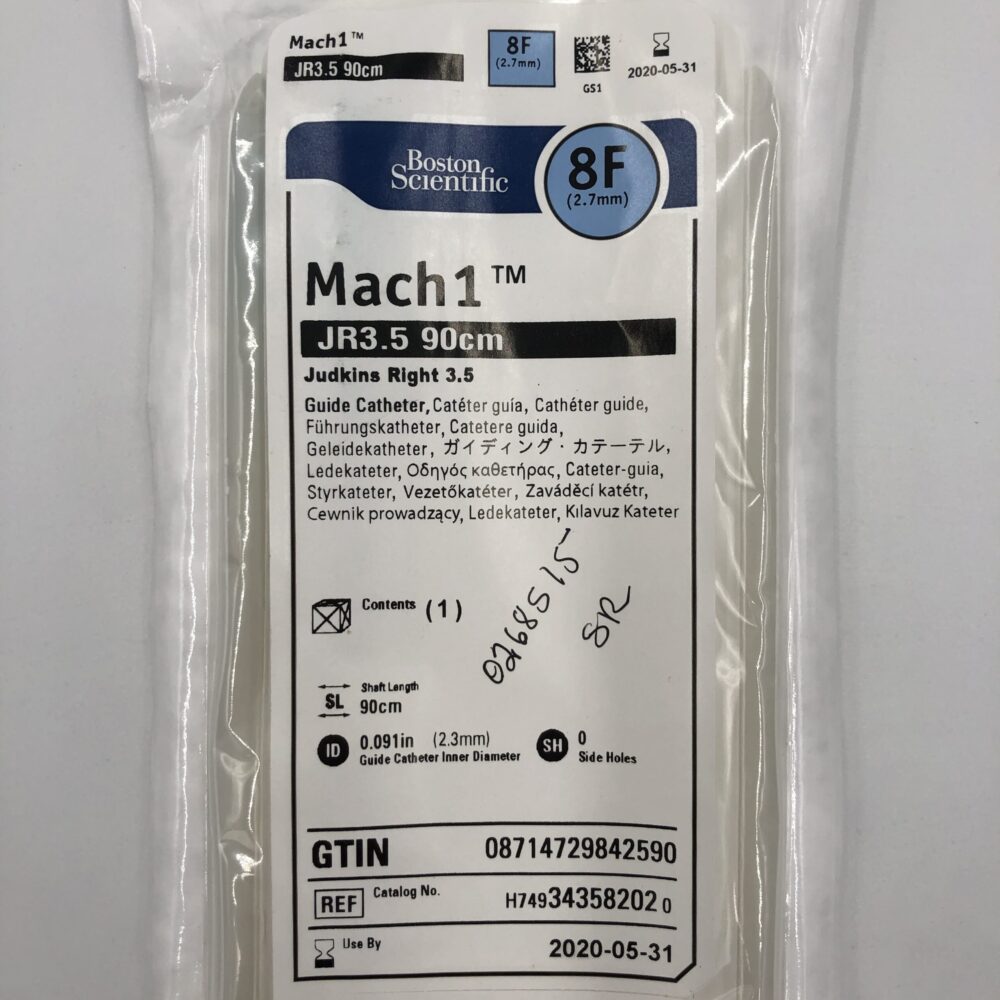 Mach1™
JR3.5 90cm
8F
(2.7mm)
GS1
2020-05-31
Boston
Scientific
8F
(2.7mm)
Mach1™
JR3.5 90cm
Judkins Right 3.5
Guide Catheter, Catéter guía, Cathéter guide,
Führungskatheter, Catetere guida,
Geleidekatheter, ガイディング・カテーテル,
Ledekateter, Οδηγός καθετήρας, Cateter-guia,
Styrkateter, Vezetőkatéter, Zaváděcí katétr,
Cewnik prowadzący, Ledekateter, Kılavuz Kateter
0268515
Contents (1)
SL Shaft Length
90cm
ID 0.091in (2.3mm)
Guide Catheter Inner Diameter
SH 0
Side Holes
GTIN 08714729842590
REF Catalog No. H74934358202 0
Use By 2020-05-31